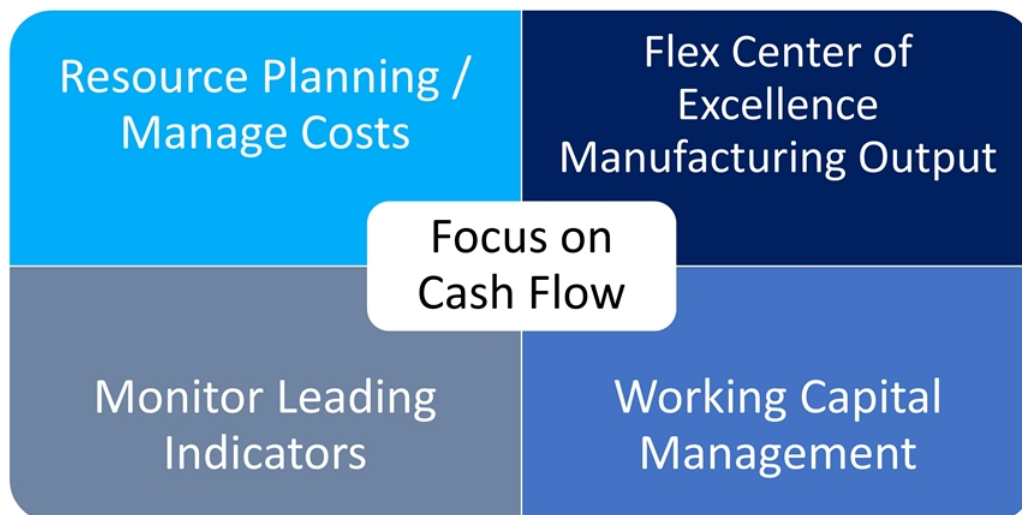 Resource Planning /
Manage Costs
Flex Center of
Excellence
Manufacturing Output
Focus on
Cash Flow
Monitor Leading
Indicators
Working Capital
Management